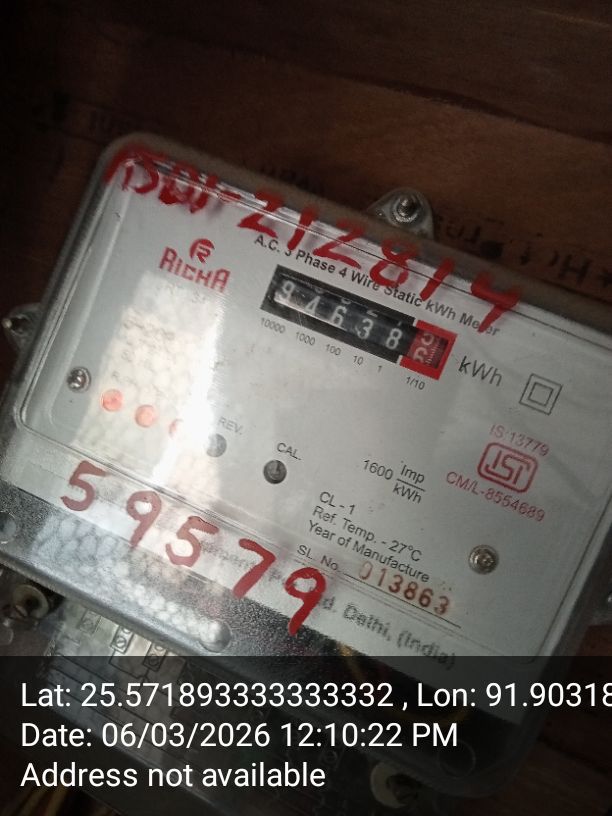 212814
RICHA
A.C. 3 Phase 4 Wire Static kWh Meter
94638
kWh
10000 1000 100 10 1 1/10
REV.
CAL.
1600 Imp/kWh
IS:13779
CM/L-8554689
CL - 1
Ref. Temp. - 27°C
Year of Manufacture
SL. No. 013863
59579
Delhi, (India)
Lat: 25.571893333333332 , Lon: 91.90318
Date: 06/03/2026 12:10:22 PM
Address not available